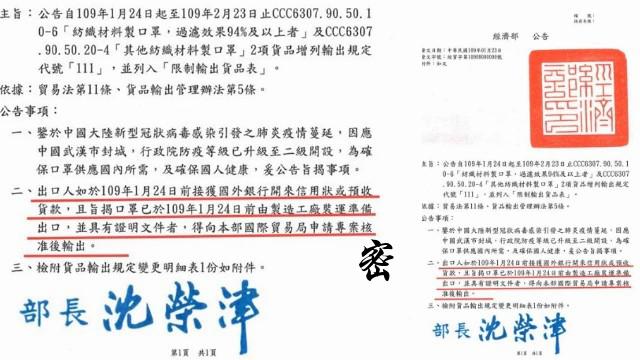 主旨：公告自109年1月24日起至109年2月23日止CCC6307.90.50.1
0-6「紡織材料製口罩，過濾效果94%及以上者」及CCC6307
.90.50.20-4「其他紡織材料製口罩」2項貨品增列輸出規定
代號「111」，並列入「限制輸出貨品表」。
依據：貿易法第11條、貨品輸出管理辦法第5條。
公告事項：
一、鑒於中國大陸新型冠狀病毒感染引發之肺炎疫情蔓延，因應
中國武漢市封城，行政院防疫等級已升級至二級開設，為確
保口罩供應國內所需，及確保國人健康，爰公告旨揭事項。
二、出口人如於109年1月24日前接獲國外銀行開來信用狀或預收
貨款，且旨揭口罩已於109年1月24日前由製造工廠裝運準備
出口，並具有證明文件者，得向本部國際貿易局申請專案核
准後輸出。
三、檢附貨品輸出規定變更明細表1份如附件。
部長 沈榮津
第1頁 共1頁
密
經濟部 公告
發文日期：中華民國109年01月23日
附件：如文
主旨：公告自109年1月24日起至109年2月23日止CCC6307.90.50.1
0-6「紡織材料製口罩，過濾效果94%及以上者」及CCC6307
.90.50.20-4「其他紡織材料製口罩」2項貨品增列輸出規定
代號「111」，並列入「限制輸出貨品表」。
依據：貿易法第11條、貨品輸出管理辦法第5條。
公告事項：
一、鑒於中國大陸新型冠狀病毒感染引發之肺炎疫情蔓延，因應
中國武漢市封城，行政院防疫等級已升級至二級開設，為確
保口罩供應國內所需，及確保國人健康，爰公告旨揭事項。
二、出口人如於109年1月24日前接獲國外銀行開來信用狀或預收
貨款，且旨揭口罩已於109年1月24日前由製造工廠裝運準備
出口，並具有證明文件者，得向本部國際貿易局申請專案核
准後輸出。
三、檢附貨品輸出規定變更明細表1份如附件。
部長 沈榮津
第1頁 共1頁